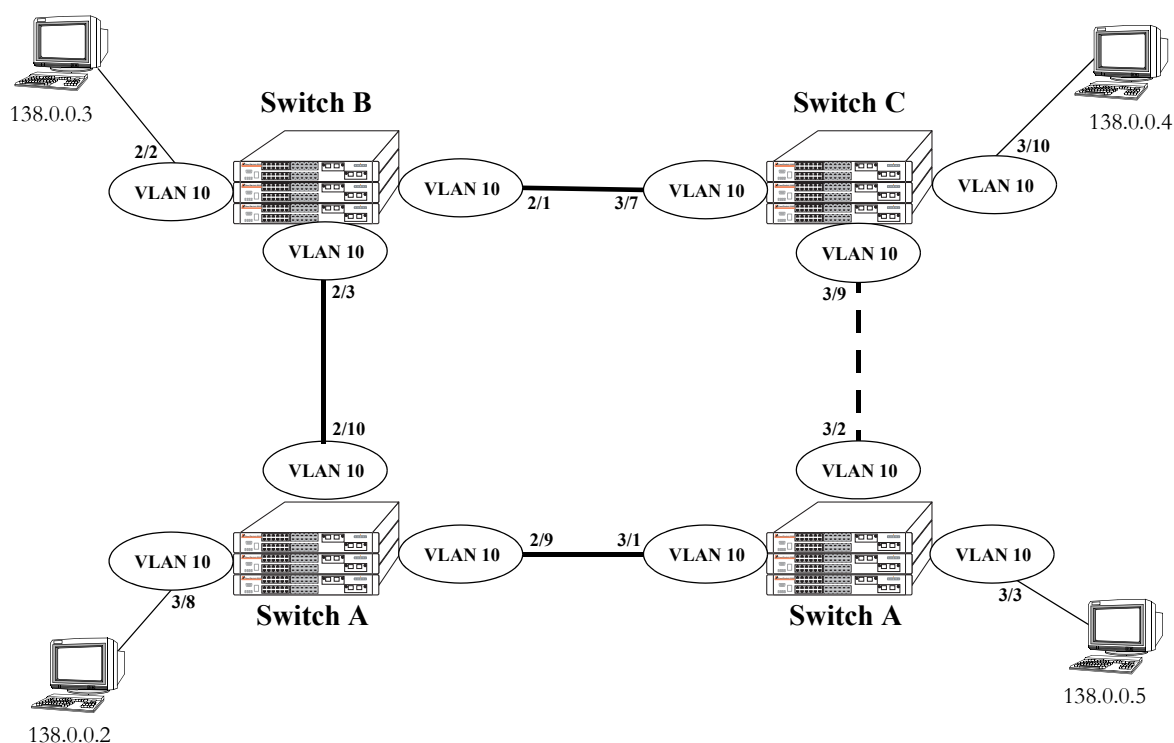 Switch B
Switch C
138.0.0.3
138.0.0.4
2/2
3/10
VLAN 10
VLAN 10
VLAN 10
VLAN 10
2/1
3/7
VLAN 10
VLAN 10
2/3
3/9
2/10
3/2
VLAN 10
VLAN 10
VLAN 10
VLAN 10
2/9
3/1
VLAN 10
VLAN 10
3/8
3/3
Switch A
Switch A
138.0.0.2
138.0.0.5